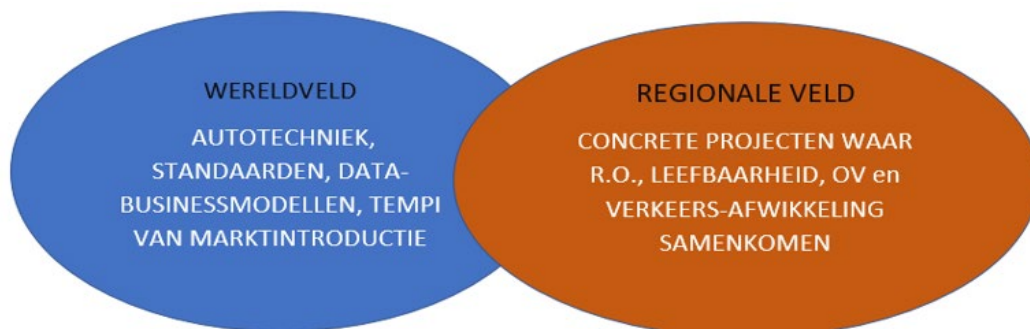 WERELDVELD
AUTOTECHNIEK,
STANDAARDEN, DATA-
BUSINESSMODELLEN, TEMPI
VAN MARKTINTRODUCTIE
REGIONALE VELD
CONCRETE PROJECTEN WAAR
R.O., LEEFBAARHEID, OV en
VERKEERS-AFWIKKELING
SAMENKOMEN